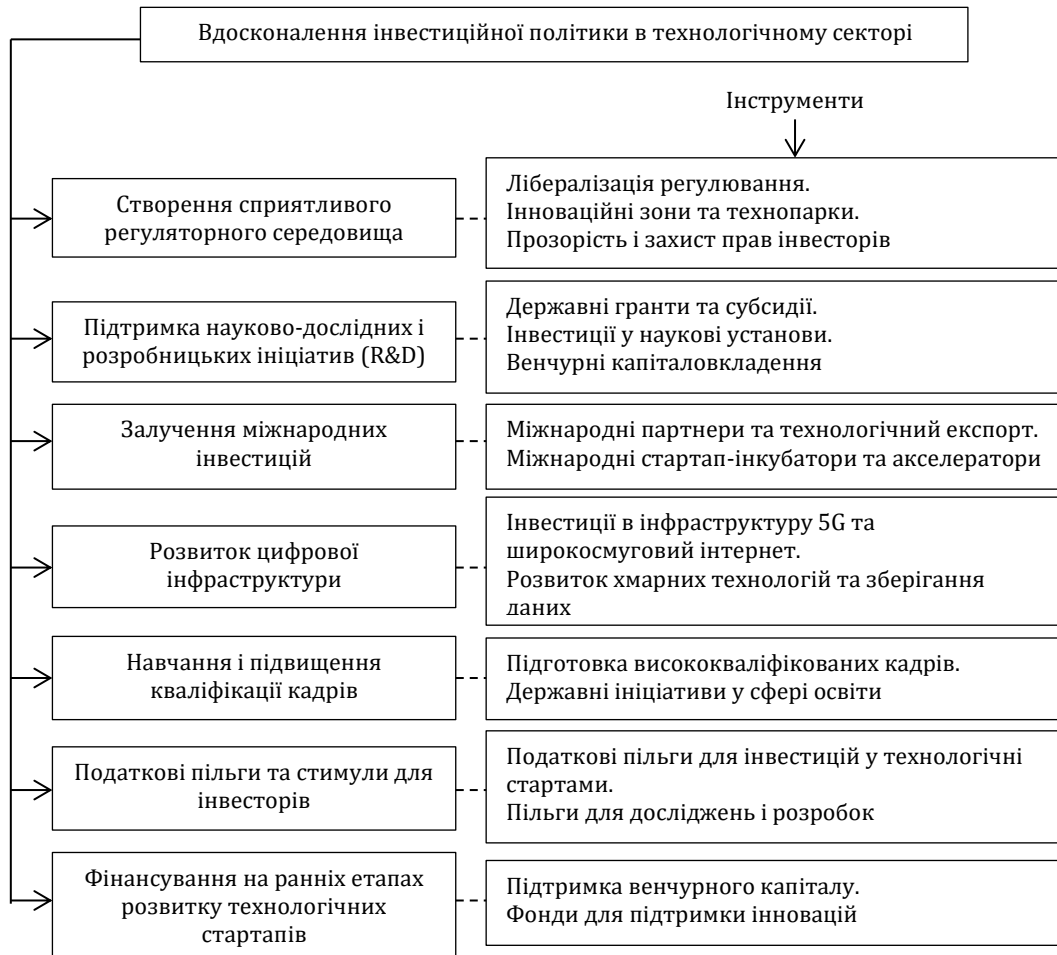 Вдосконалення інвестиційної політики в технологічному секторі
Інструменти
Створення сприятливого
регуляторного середовища
Лібералізація регулювання.
Інноваційні зони та технопарки.
Прозорість і захист прав інвесторів
Підтримка науково-дослідних і
розробницьких ініціатив (R&D)
Державні гранти та субсидії.
Інвестиції у наукові установи.
Венчурні капіталовкладення
Залучення міжнародних
інвестицій
Міжнародні партнери та технологічний експорт.
Міжнародні стартап-інкубатори та акселератори
Розвиток цифрової
інфраструктури
Інвестиції в інфраструктуру 5G та
широкосмуговий інтернет.
Розвиток хмарних технологій та зберігання
даних
Навчання і підвищення
кваліфікації кадрів
Підготовка висококваліфікованих кадрів.
Державні ініціативи у сфері освіти
Податкові пільги та стимули для
інвесторів
Податкові пільги для інвестицій у технологічні
стартами.
Пільги для досліджень і розробок
Фінансування на ранніх етапах
розвитку технологічних
стартапів
Підтримка венчурного капіталу.
Фонди для підтримки інновацій